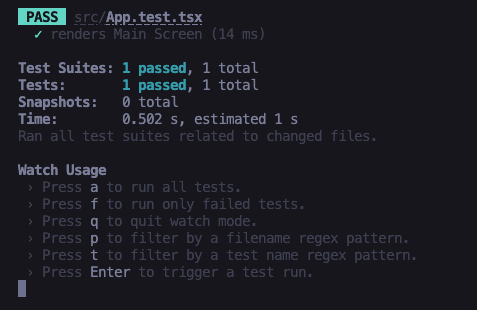 PASS src/App.test.tsx
✓ renders Main Screen (14 ms)
Test Suites: 1 passed, 1 total
Tests: 1 passed, 1 total
Snapshots: 0 total
Time: 0.502 s, estimated 1 s
Ran all test suites related to changed files.
Watch Usage
› Press a to run all tests.
› Press f to run only failed tests.
› Press q to quit watch mode.
› Press p to filter by a filename regex pattern.
› Press t to filter by a test name regex pattern.
› Press Enter to trigger a test run.